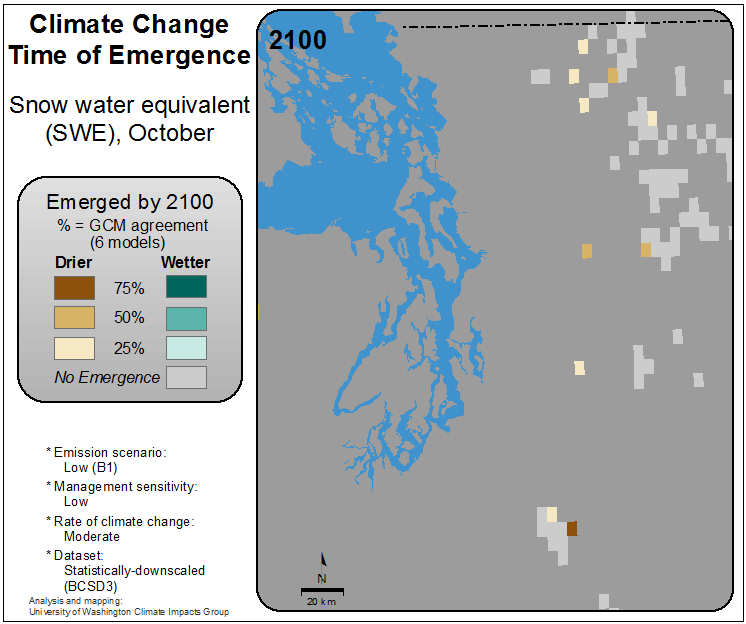 Climate Change
Time of Emergence
Snow water equivalent
(SWE), October
Emerged by 2100
% = GCM agreement
(6 models)
Drier Wetter
75%
50%
25%
No Emergence
* Emission scenario:
Low (B1)
* Management sensitivity:
Low
* Rate of climate change:
Moderate
* Dataset:
Statistically-downscaled
(BCSD3)
Analysis and mapping:
University of Washington Climate Impacts Group
2100
N
20 km